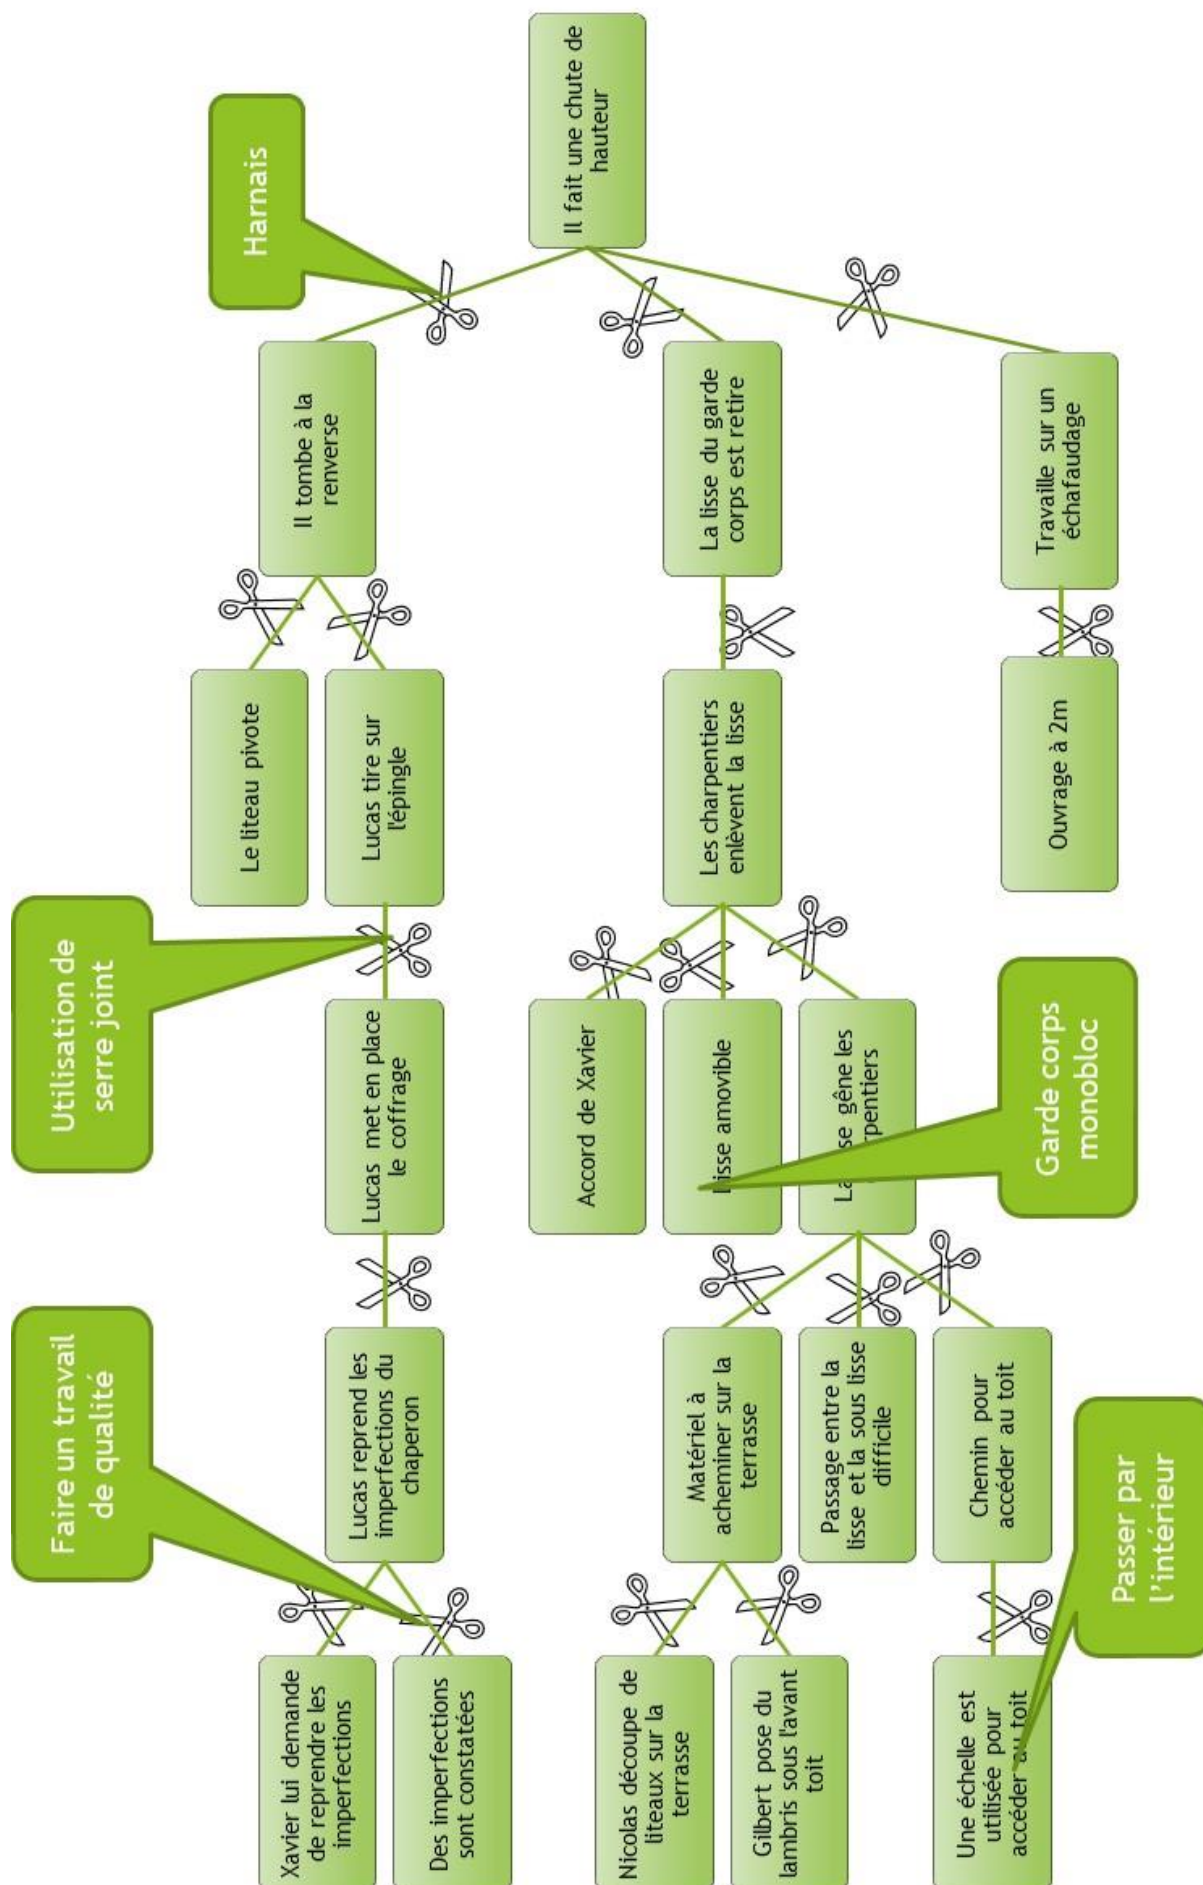 Faire un travail
de qualité
Utilisation de
serre joint
Harnais
Xavier lui demande
de reprendre les
imperfections
Des imperfections
sont constatées
Lucas reprend les
imperfections du
chaperon
Lucas met en place
le coffrage
Le liteau pivote
Lucas tire sur
l'épingle
Il tombe à la
renverse
Il fait une chute de
hauteur
Nicolas découpe de
liteaux sur la
terrasse
Gilbert pose du
lambris sous l'avant
toit
Matériel à
acheminer sur la
terrasse
Passage entre la
lisse et la sous lisse
difficile
Accord de Xavier
Lisse amovible
La gêne les
Les charpentiers
enlèvent la lisse
La lisse du garde
corps est retire
Une échelle est
utilisée pour
accéder au toit
Chemin pour
accéder au toit
Ouvrage à 2m
Travaille sur un
échafaudage
Passer par
l'intérieur
Garde corps
monobloc